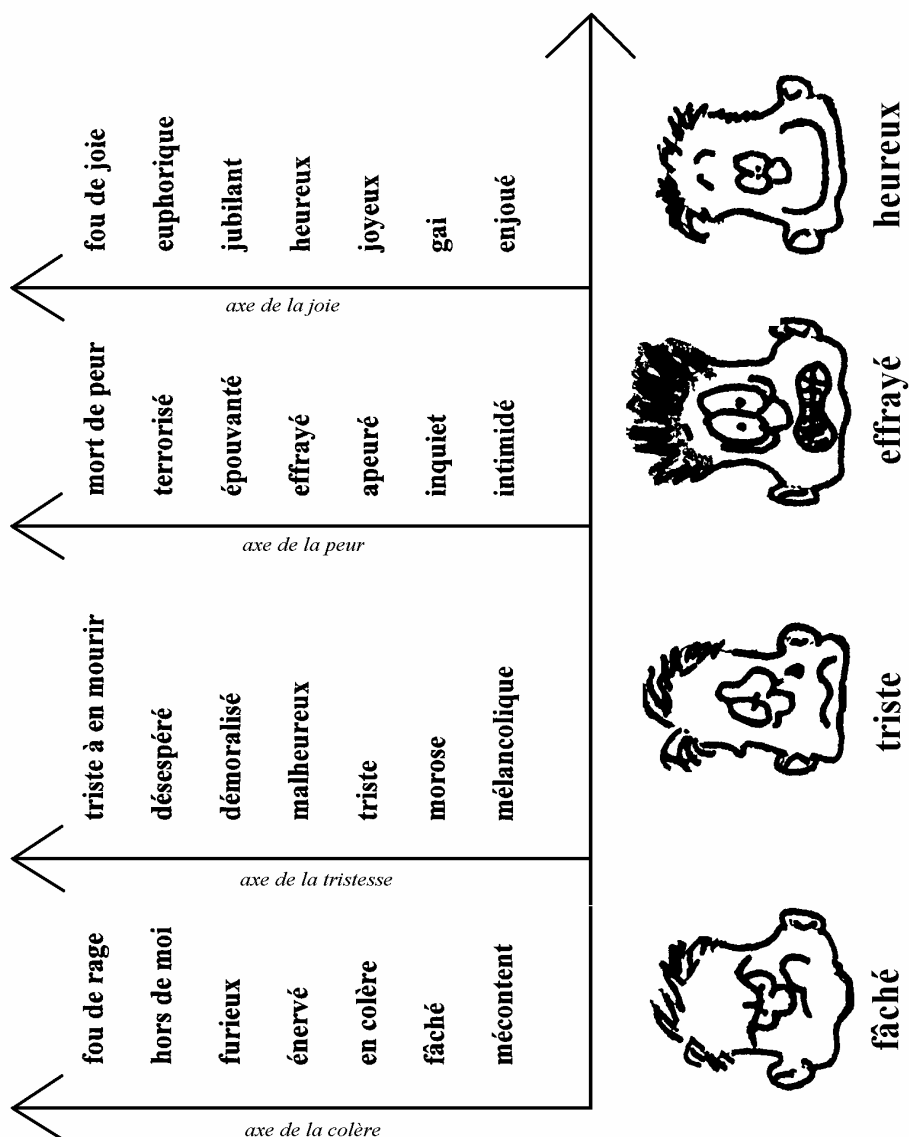 fou de rage
hors de moi
furieux
énervé
en colère
fâché
mécontent
axe de la colère
fâché
triste à en mourir
désespéré
démoralisé
malheureux
triste
morose
mélancolique
axe de la tristesse
triste
mort de peur
terrorisé
épouvanté
effrayé
apeuré
inquiet
intimidé
axe de la peur
effrayé
fou de joie
euphorique
jubilant
heureux
joyeux
gai
enjoué
axe de la joie
heureux